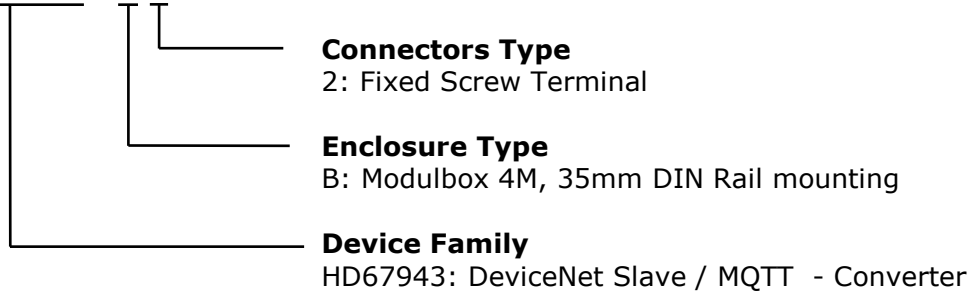 Connectors Type
2: Fixed Screw Terminal
Enclosure Type
B: Modulbox 4M, 35mm DIN Rail mounting
Device Family
HD67943: DeviceNet Slave / MQTT  - Converter